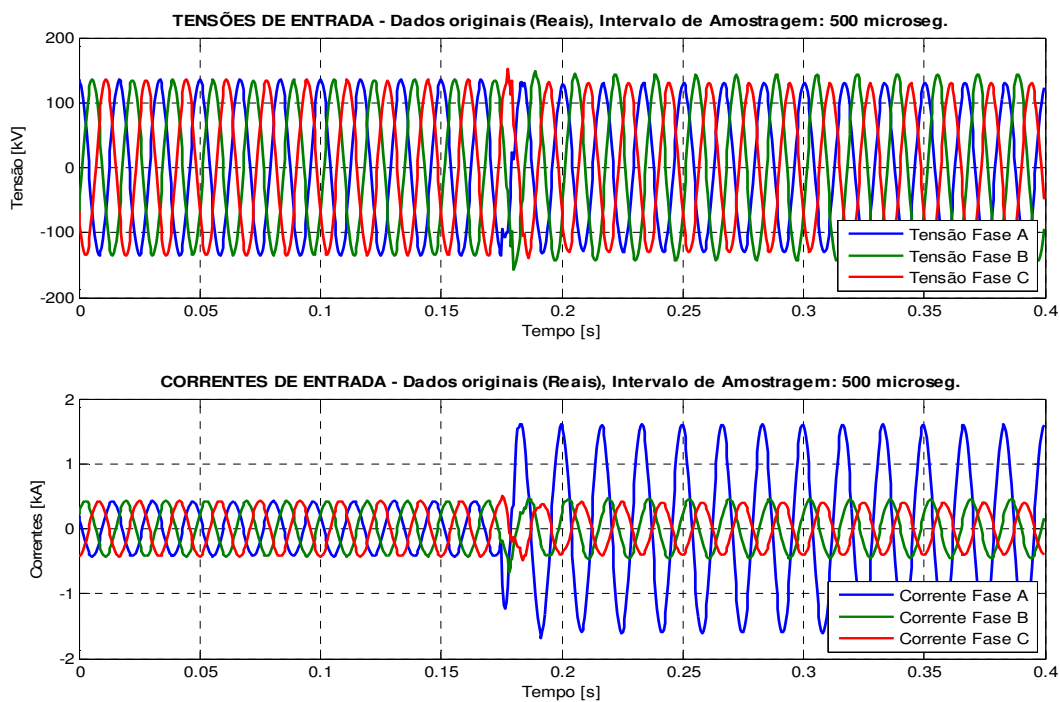 TENSÕES DE ENTRADA - Dados originais (Reais), Intervalo de Amostragem: 500 microseg.
200
100
0
-100
-200
Tensão [kV]
Tensão Fase A
Tensão Fase B
Tensão Fase C
0 0.05 0.1 0.15 0.2 0.25 0.3 0.35 0.4
Tempo [s]
CORRENTES DE ENTRADA - Dados originais (Reais), Intervalo de Amostragem: 500 microseg.
2
1
0
-1
-2
Correntes [kA]
Corrente Fase A
Corrente Fase B
Corrente Fase C
0 0.05 0.1 0.15 0.2 0.25 0.3 0.35 0.4
Tempo [s]